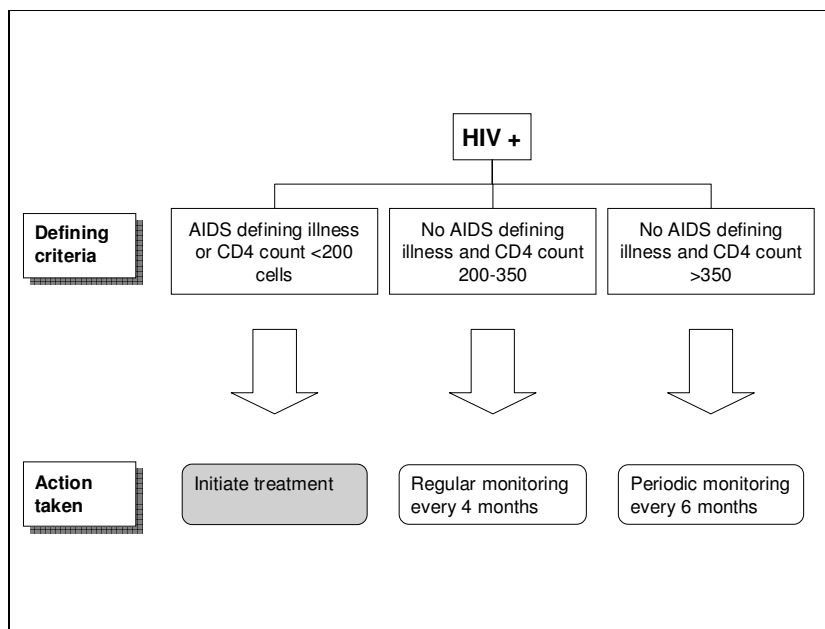 HIV +
Defining
criteria
AIDS defining illness
or CD4 count <200
cells
No AIDS defining
illness and CD4 count
200-350
No AIDS defining
illness and CD4 count
>350
Action
taken
Initiate treatment
Regular monitoring
every 4 months
Periodic monitoring
every 6 months